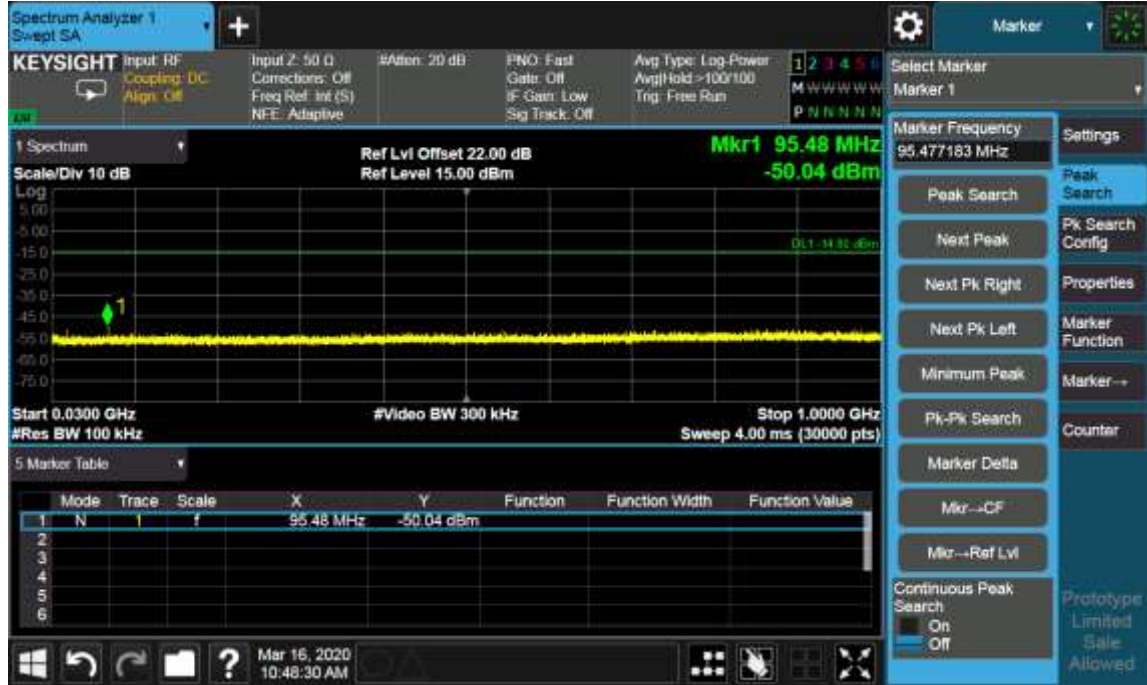 Spectrum Analyzer 1
Swept SA
+
Marker
KEYSIGHT
Input: RF
Coupling: DC
Align: Off
Input Z: 50 Ω
Corrections: Off
Freq Ref: Int (S)
NFE: Adaptive
#Atten: 20 dB
PNO: Fast
Gate: Off
IF Gain: Low
Sig Track: Off
Avg Type: Log-Power
Avg|Hold:>100/100
Trig: Free Run
1 2 3 4 5 6
M W W W W W
P N N N N N
Select Marker
Marker 1
1 Spectrum
Scale/Div 10 dB
Ref Lvl Offset 22.00 dB
Ref Level 15.00 dBm
Mkr1 95.48 MHz
-50.04 dBm
Log
5.00
-5.00
-15.0
-25.0
-35.0
-45.0
-55.0
-65.0
-75.0
1
Start 0.0300 GHz
#Res BW 100 kHz
#Video BW 300 kHz
Stop 1.0000 GHz
Sweep 4.00 ms (30000 pts)
5 Marker Table
Mode Trace Scale X Y Function Function Width Function Value
1 N 1 f 95.48 MHz -50.04 dBm
2
3
4
5
6
Marker Frequency
95.477183 MHz
Peak Search
Next Peak
Next Pk Right
Next Pk Left
Minimum Peak
Pk-Pk Search
Marker Delta
Mkr→CF
Mkr→Ref Lvl
Continuous Peak
Search
On
Off
Settings
Peak
Search
Pk Search
Config
Properties
Marker
Function
Marker→
Counter
Prototype
Limited
Sale
Allowed
?
Mar 16, 2020
10:48:30 AM